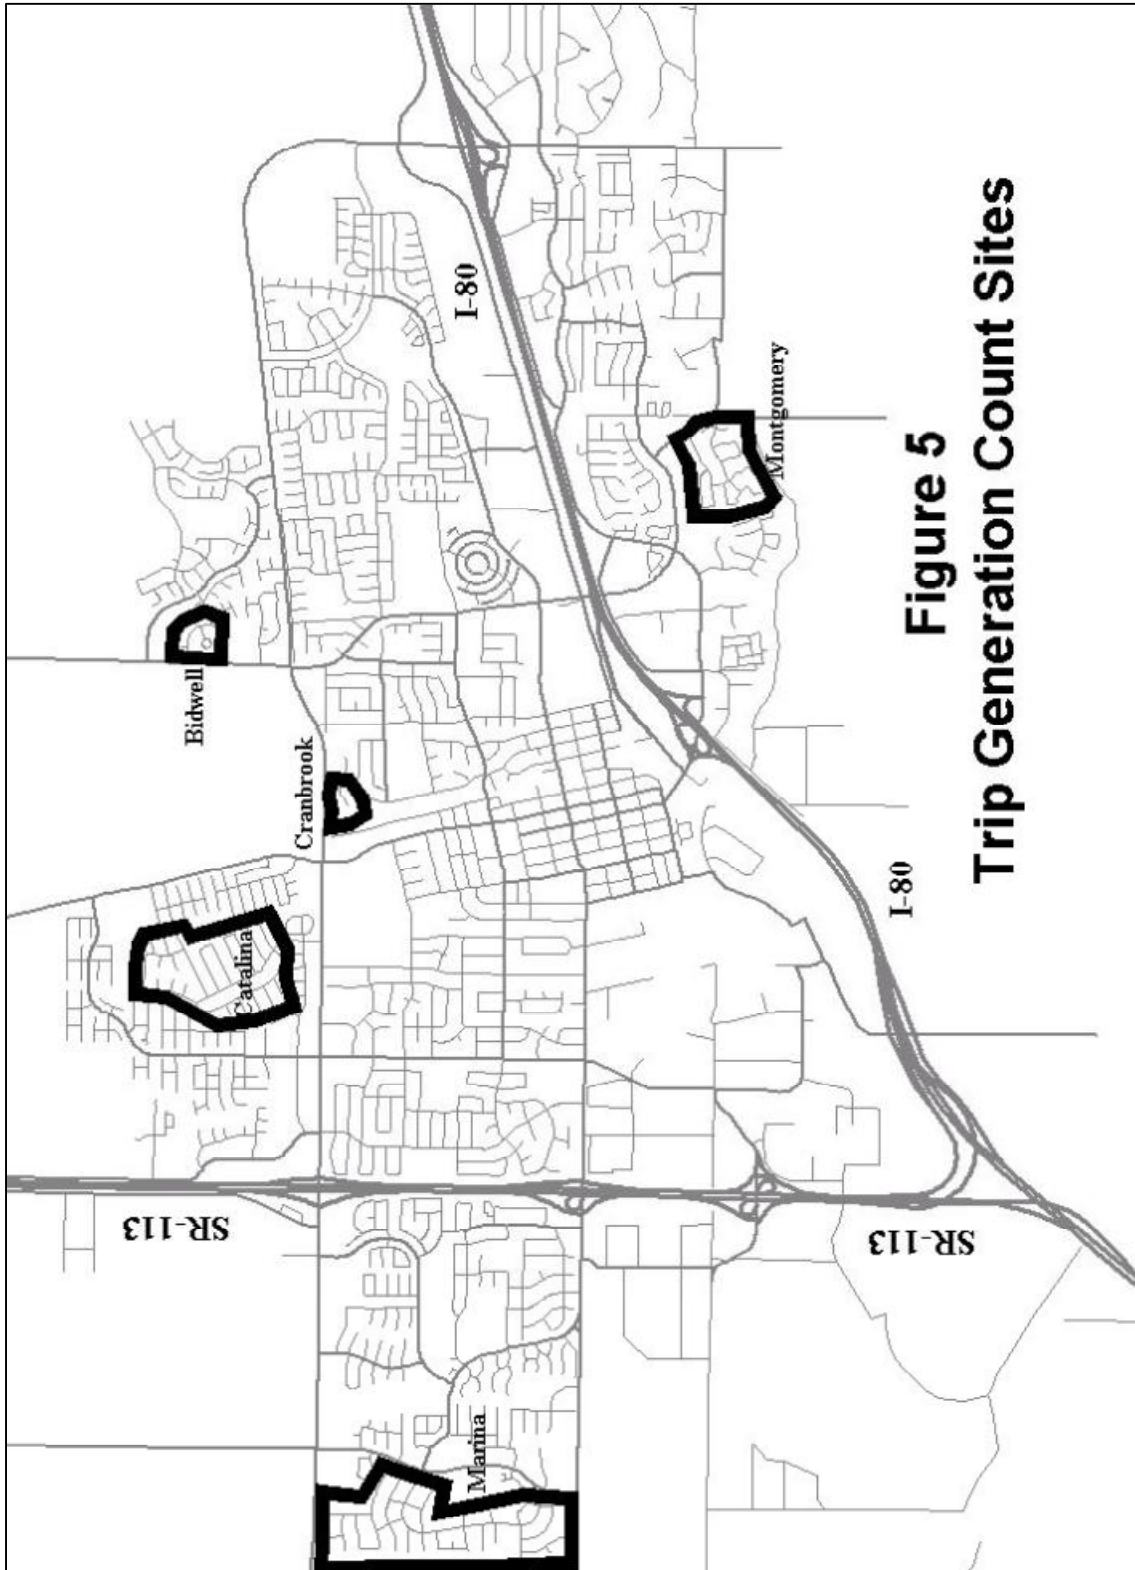 Bidwell
Cranbrook
Catalina
Marina
SR-113
SR-113
I-80
I-80
Montgomery
Figure 5
Trip Generation Count Sites